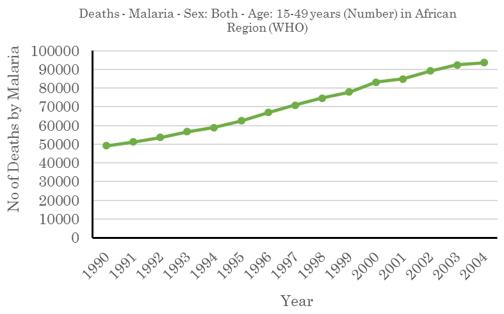 Deaths - Malaria - Sex: Both - Age: 15-49 years (Number) in African
Region (WHO)
No of Deaths by Malaria
100000
90000
80000
70000
60000
50000
40000
30000
20000
10000
0
1990 1991 1992 1993 1994 1995 1996 1997 1998 1999 2000 2001 2002 2003 2004
Year